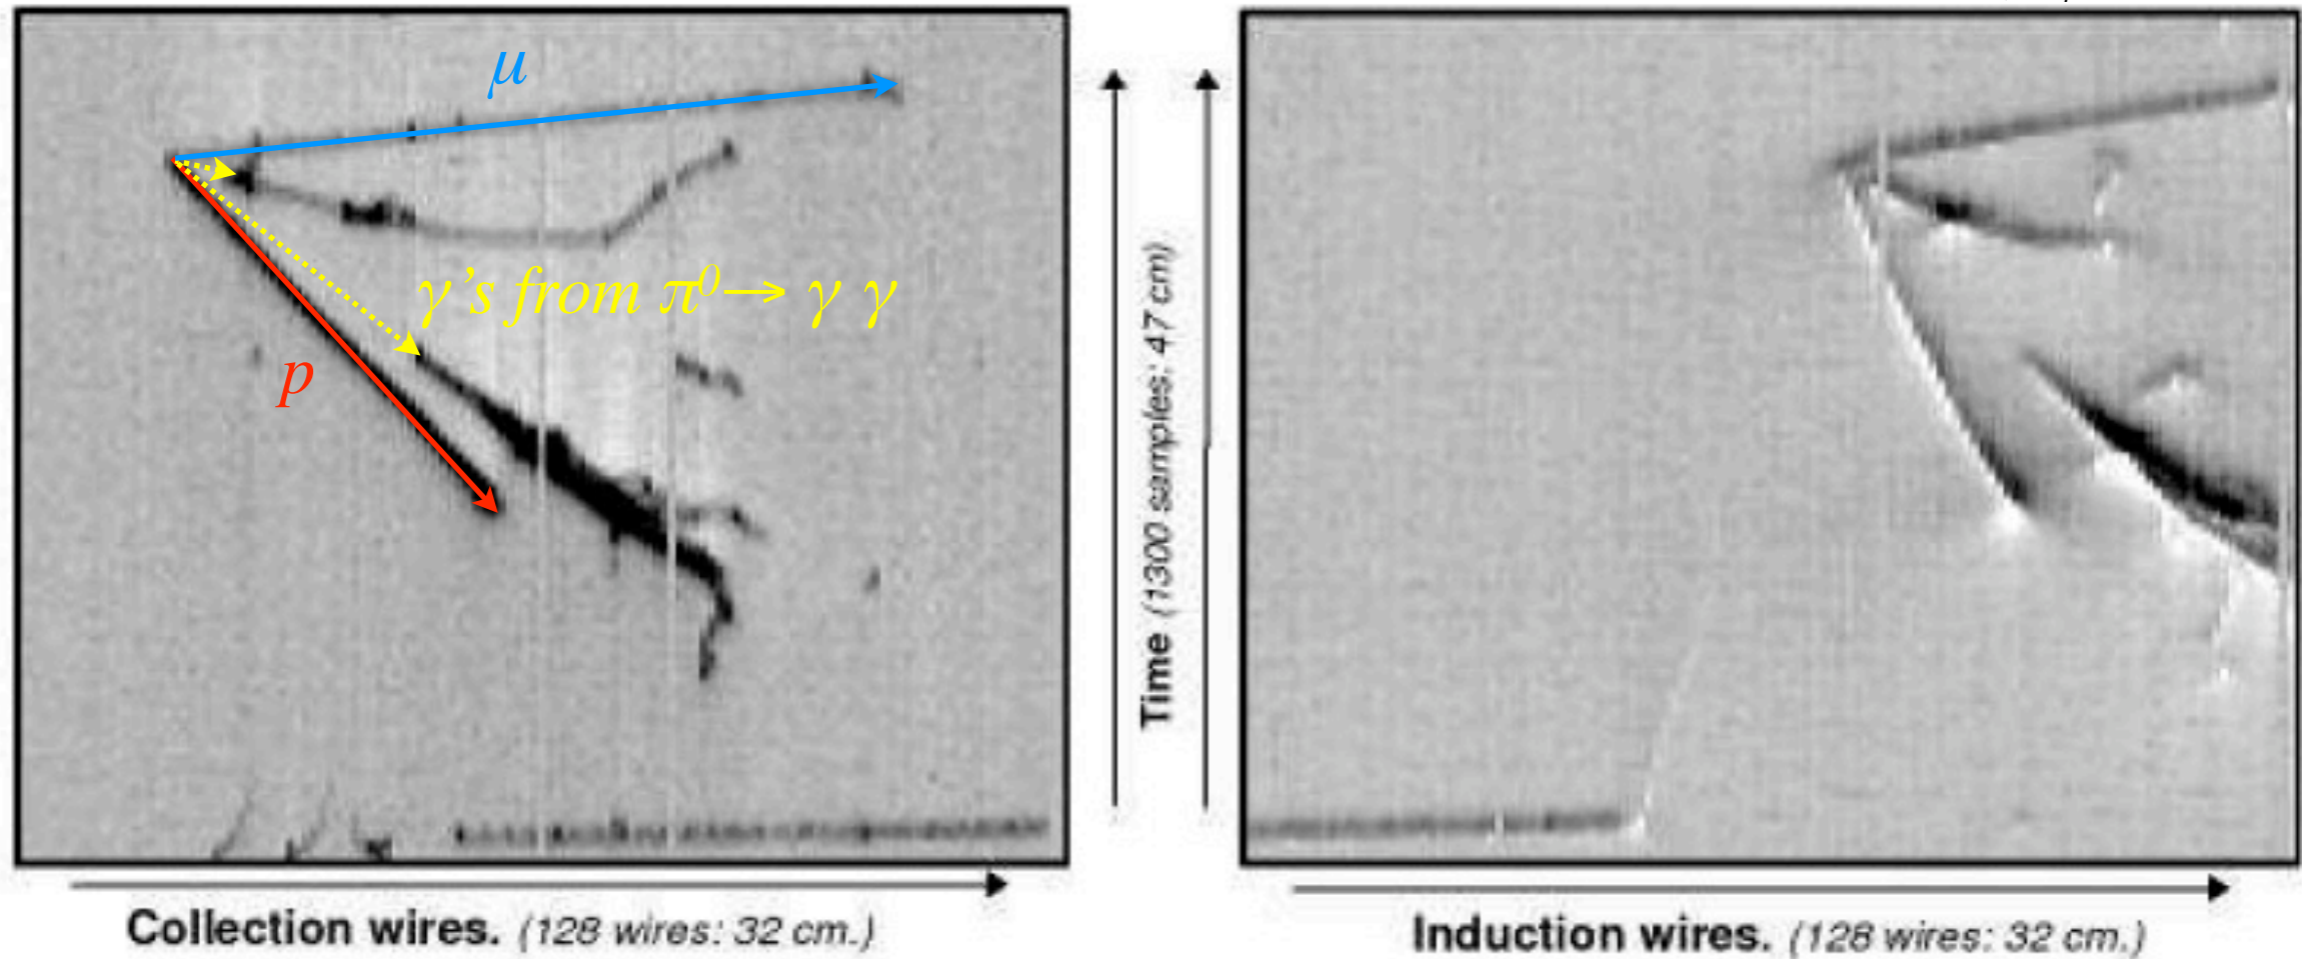 μ
γ's from π⁰→ γ γ
p
Time (1300 samples: 47 cm)
Collection wires. (128 wires: 32 cm.)
Induction wires. (128 wires: 32 cm.)